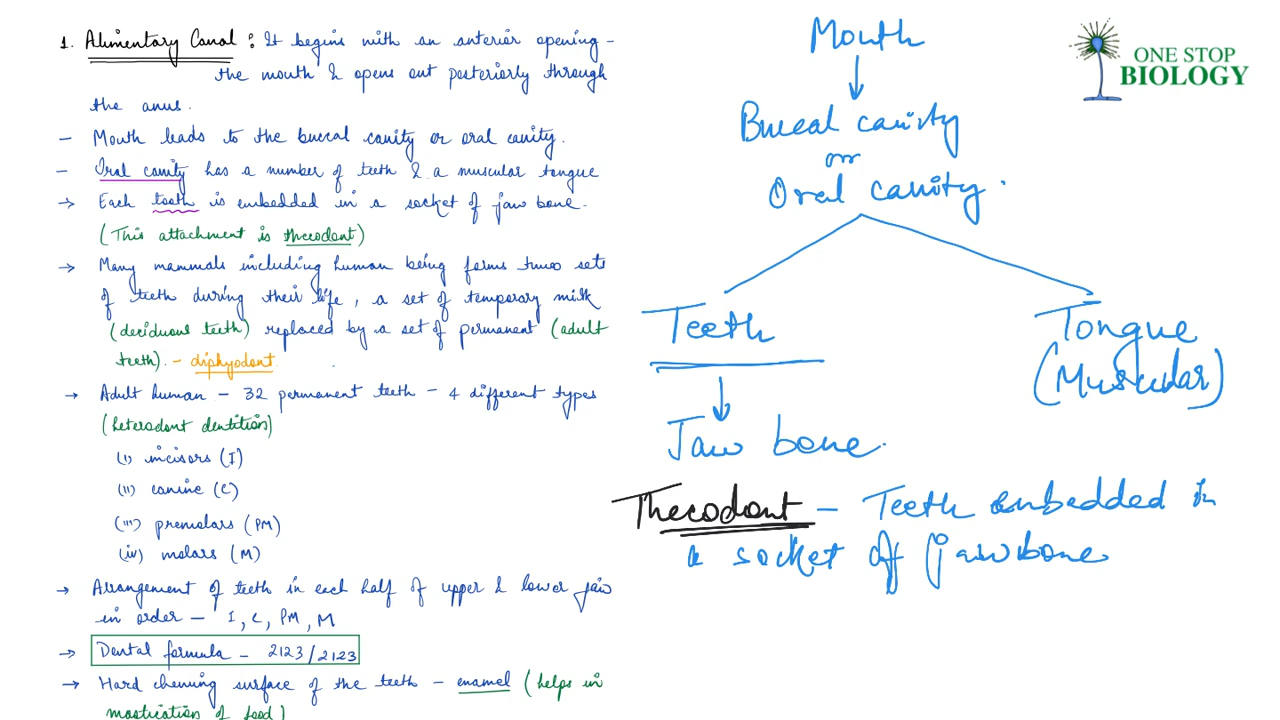 1. Alimentary Canal : It begins with an anterior opening -
the mouth & opens out posteriorly through
the anus.
- Mouth leads to the buccal cavity or oral cavity.
- Oral cavity has a number of teeth & a muscular tongue
→ Each tooth is embedded in a socket of jaw bone.
(This attachment is thecodont)
→ Many mammals including human being forms two sets
of teeth during their life, a set of temporary milk
(deciduous teeth) replaced by a set of permanent (adult
teeth). - diphyodont
→ Adult human - 32 permanent teeth - 4 different types
(heterodont dentition)
(i) incisors (I)
(ii) canine (C)
(iii) premolars (PM)
(iv) molars (M)
→ Arrangement of teeth in each half of upper & lower jaw
in order - I, C, PM, M
→ Dental formula - 2123/2123
→ Hard chewing surface of the teeth - enamel (helps in
mastication of food)
Mouth
↓
Buccal cavity
or
Oral cavity.
Teeth
Tongue
(Muscular)
↓
Jaw bone.
Thecodont - Teeth embedded in
a socket of jaw bone
ONE STOP
BIOLOGY